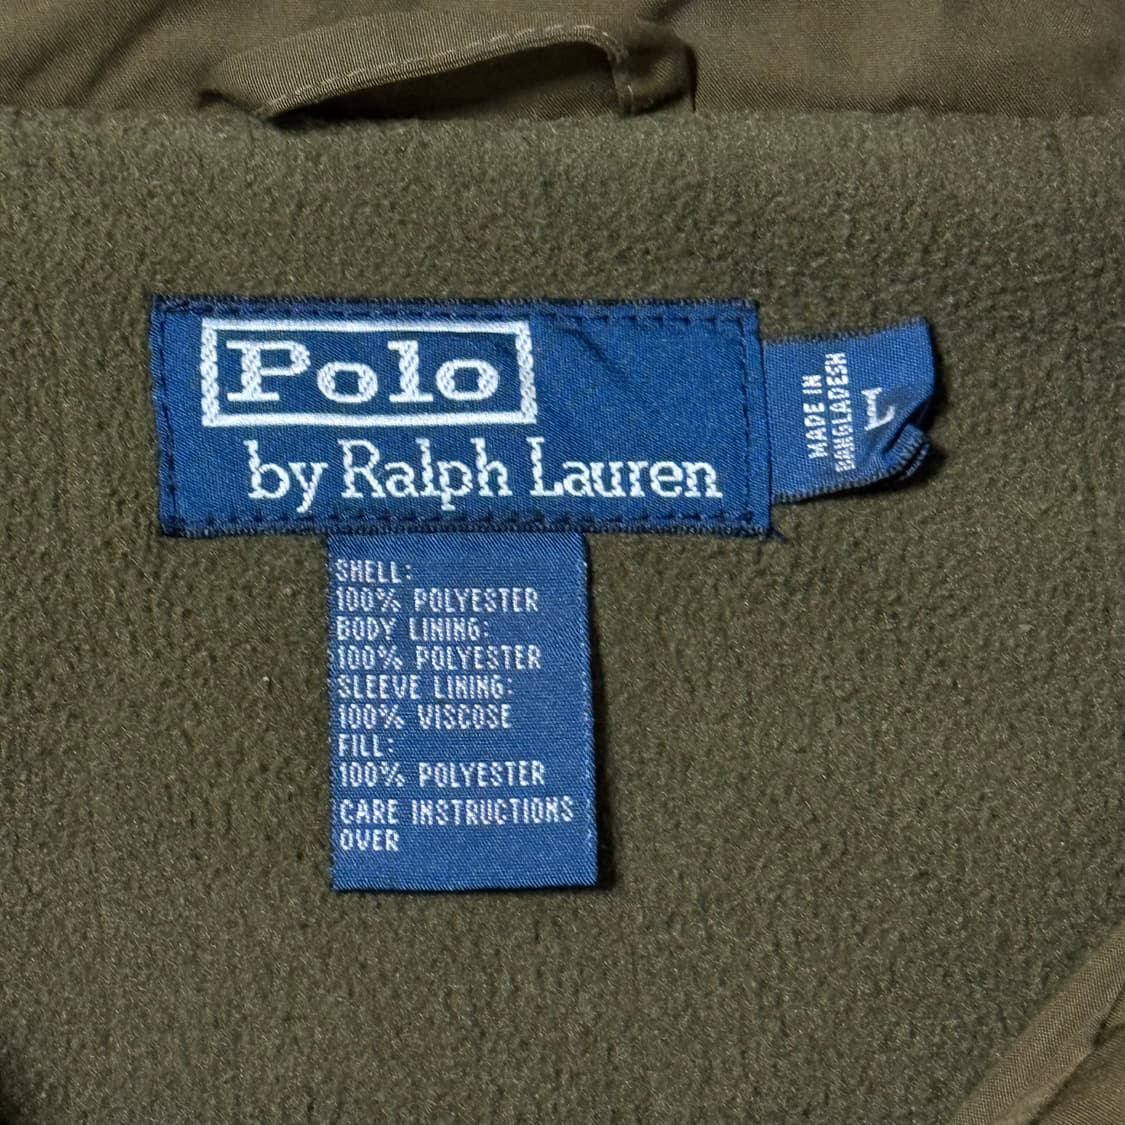 Polo
by Ralph Lauren
MADE IN
BANGLADESH
L
SHELL:
100% POLYESTER
BODY LINING:
100% POLYESTER
SLEEVE LINING:
100% VISCOSE
FILL:
100% POLYESTER
CARE INSTRUCTIONS
OVER